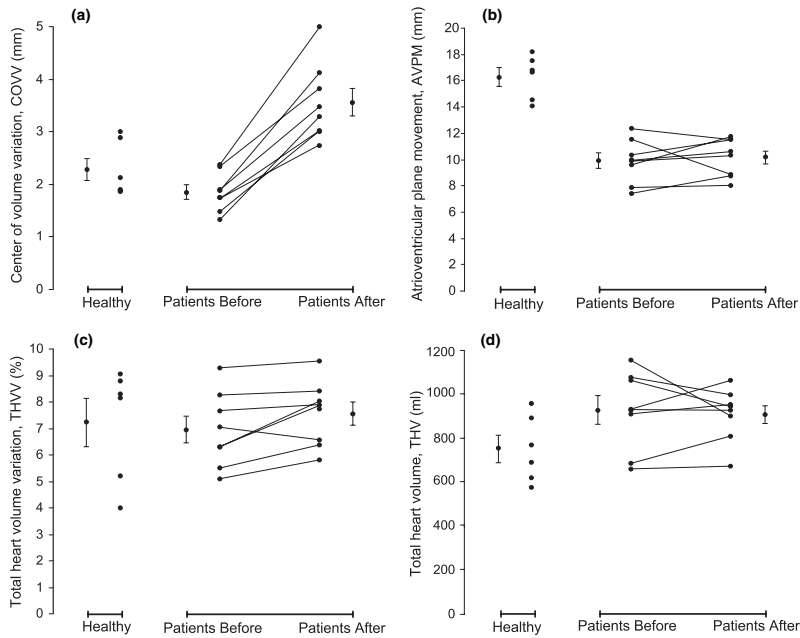 (a)
Center of volume variation, COVV (mm)
5
4
3
2
1
0
Healthy
Patients Before
Patients After
(b)
Atrioventricular plane movement, AVPM (mm)
20
18
16
14
12
10
8
6
4
2
0
Healthy
Patients Before
Patients After
(c)
Total heart volume variation, THVV (%)
10
9
8
7
6
5
4
3
2
1
0
Healthy
Patients Before
Patients After
(d)
Total heart volume, THV (ml)
1200
1000
800
600
400
200
0
Healthy
Patients Before
Patients After